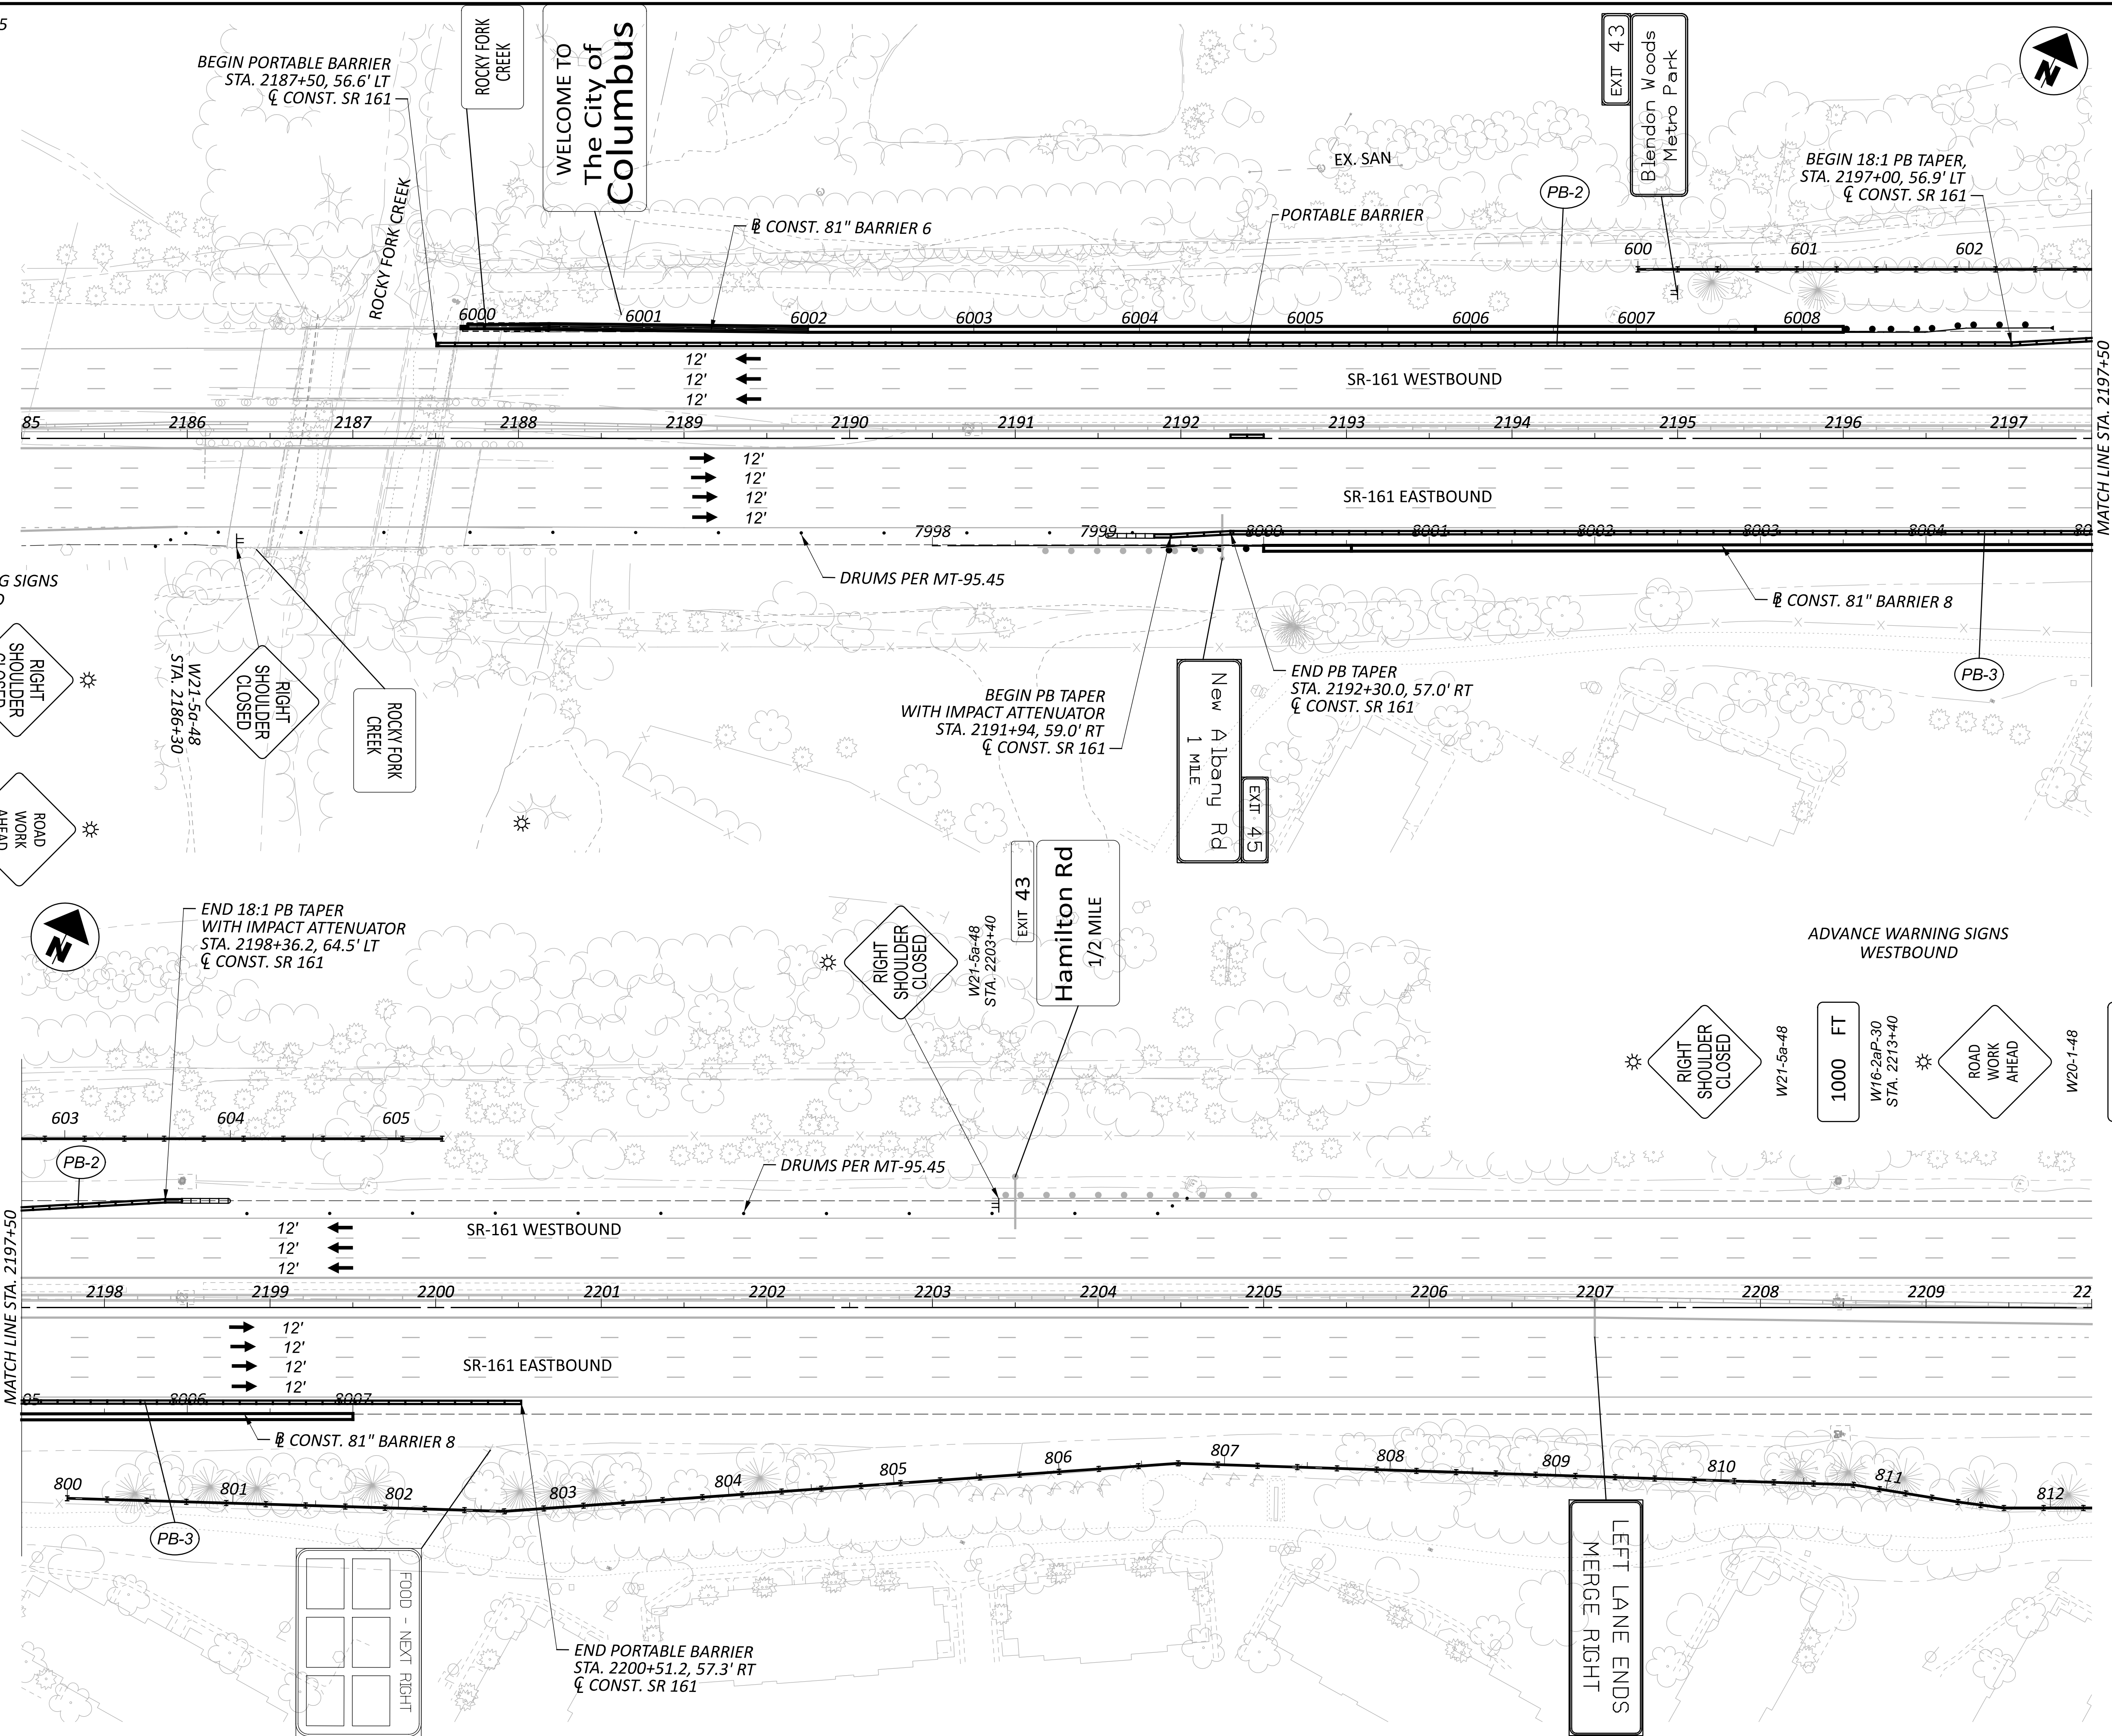 5
BEGIN PORTABLE BARRIER
STA. 2187+50, 56.6' LT
℄ CONST. SR 161
ROCKY FORK
CREEK
WELCOME TO
The City of
Columbus
ROCKY FORK CREEK
EXIT 43
Blendon Woods
Metro Park
N
EX. SAN
BEGIN 18:1 PB TAPER,
STA. 2197+00, 56.9' LT
℄ CONST. SR 161
PB-2
PORTABLE BARRIER
CONST. 81" BARRIER 6
600 601 602
6000 6001 6002 6003 6004 6005 6006 6007 6008
12'
12'
12'
SR-161 WESTBOUND
MATCH LINE STA. 2197+50
85 2186 2187 2188 2189 2190 2191 2192 2193 2194 2195 2196 2197
12'
12'
12'
12'
SR-161 EASTBOUND
7998 7999 8000 8001 8002 8003 8004 80
DRUMS PER MT-95.45
CONST. 81" BARRIER 8
G SIGNS
RIGHT
SHOULDER
CLOSED
W21-5a-48
STA. 2186+30
RIGHT
SHOULDER
CLOSED
ROCKY FORK
CREEK
BEGIN PB TAPER
WITH IMPACT ATTENUATOR
STA. 2191+94, 59.0' RT
℄ CONST. SR 161
New Albany Rd
1 MILE
EXIT 45
END PB TAPER
STA. 2192+30.0, 57.0' RT
℄ CONST. SR 161
PB-3
ROAD
WORK
AHEAD
N
END 18:1 PB TAPER
WITH IMPACT ATTENUATOR
STA. 2198+36.2, 64.5' LT
℄ CONST. SR 161
RIGHT
SHOULDER
CLOSED
W21-5a-48
STA. 2203+40
EXIT 43
Hamilton Rd
1/2 MILE
ADVANCE WARNING SIGNS
WESTBOUND
RIGHT
SHOULDER
CLOSED
W21-5a-48
1000 FT
W16-2aP-30
STA. 2213+40
ROAD
WORK
AHEAD
W20-1-48
603 604 605
PB-2
DRUMS PER MT-95.45
12'
12'
12'
SR-161 WESTBOUND
MATCH LINE STA. 2197+50
2198 2199 2200 2201 2202 2203 2204 2205 2206 2207 2208 2209 22
12'
12'
12'
12'
SR-161 EASTBOUND
05 8006 8007
CONST. 81" BARRIER 8
800 801 802 803 804 805 806 807 808 809 810 811 812
PB-3
FOOD - NEXT RIGHT
END PORTABLE BARRIER
STA. 2200+51.2, 57.3' RT
℄ CONST. SR 161
LEFT LANE ENDS
MERGE RIGHT